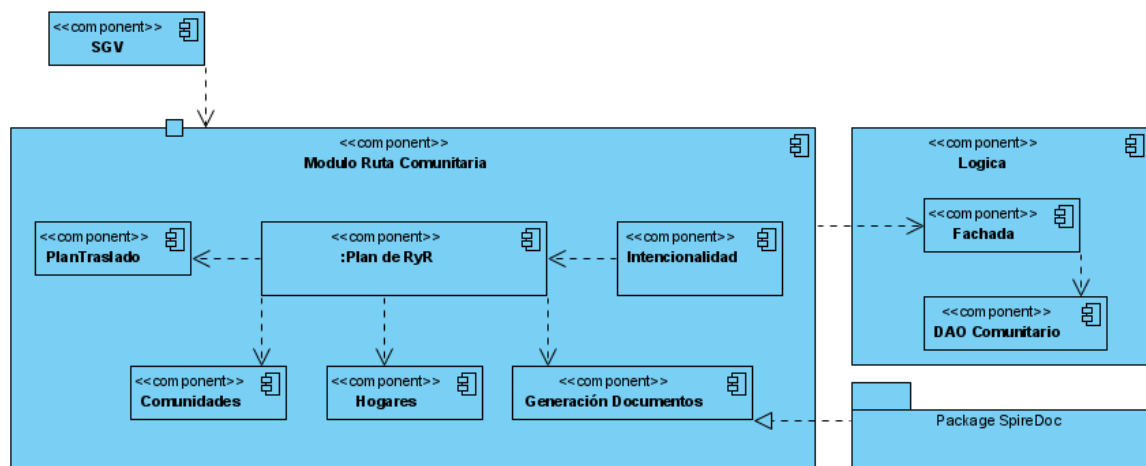 <<component>>
SGV
<<component>>
Modulo Ruta Comunitaria
<<component>>
Logica
<<component>>
PlanTraslado
<<component>>
:Plan de RyR
<<component>>
Intencionalidad
<<component>>
Fachada
<<component>>
DAO Comunitario
<<component>>
Comunidades
<<component>>
Hogares
<<component>>
Generación Documentos
Package SpireDoc